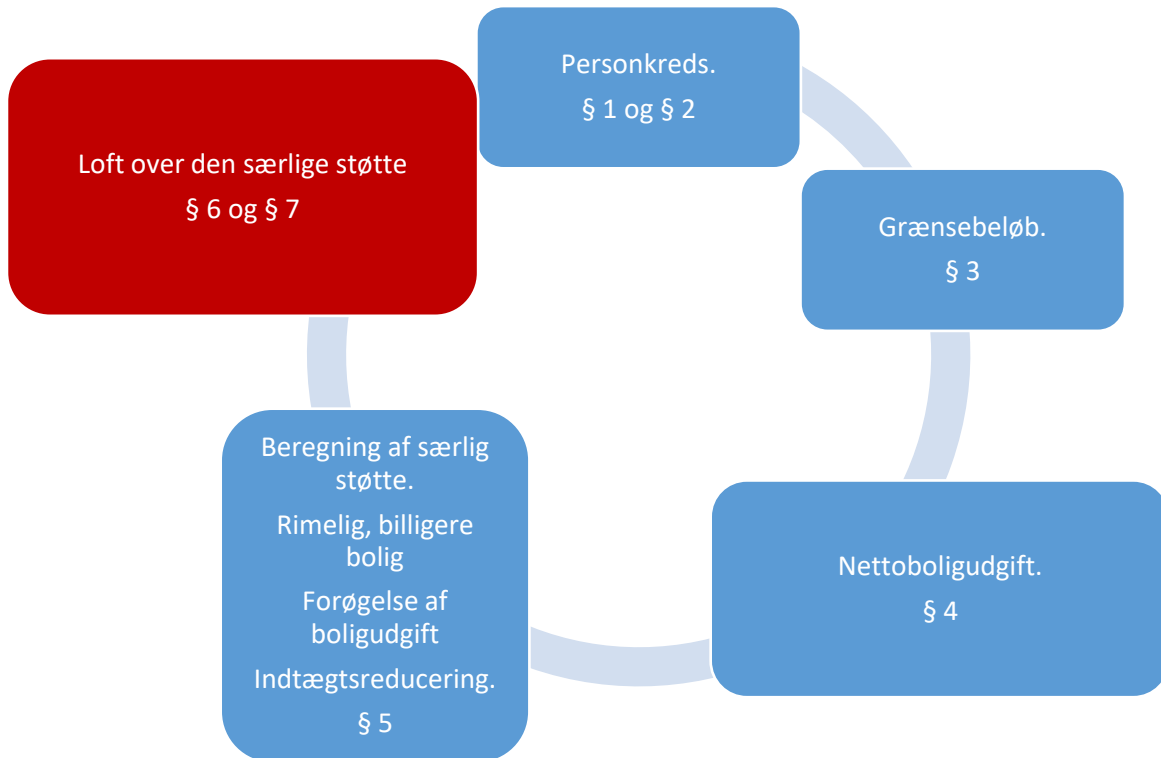 Personkreds.
§ 1 og § 2
Grænsebeløb.
§ 3
Nettoboligudgift.
§ 4
Beregning af særlig
støtte.
Rimelig, billigere
bolig
Forøgelse af
boligudgift
Indtægtsreducering.
§ 5
Loft over den særlige støtte
§ 6 og § 7